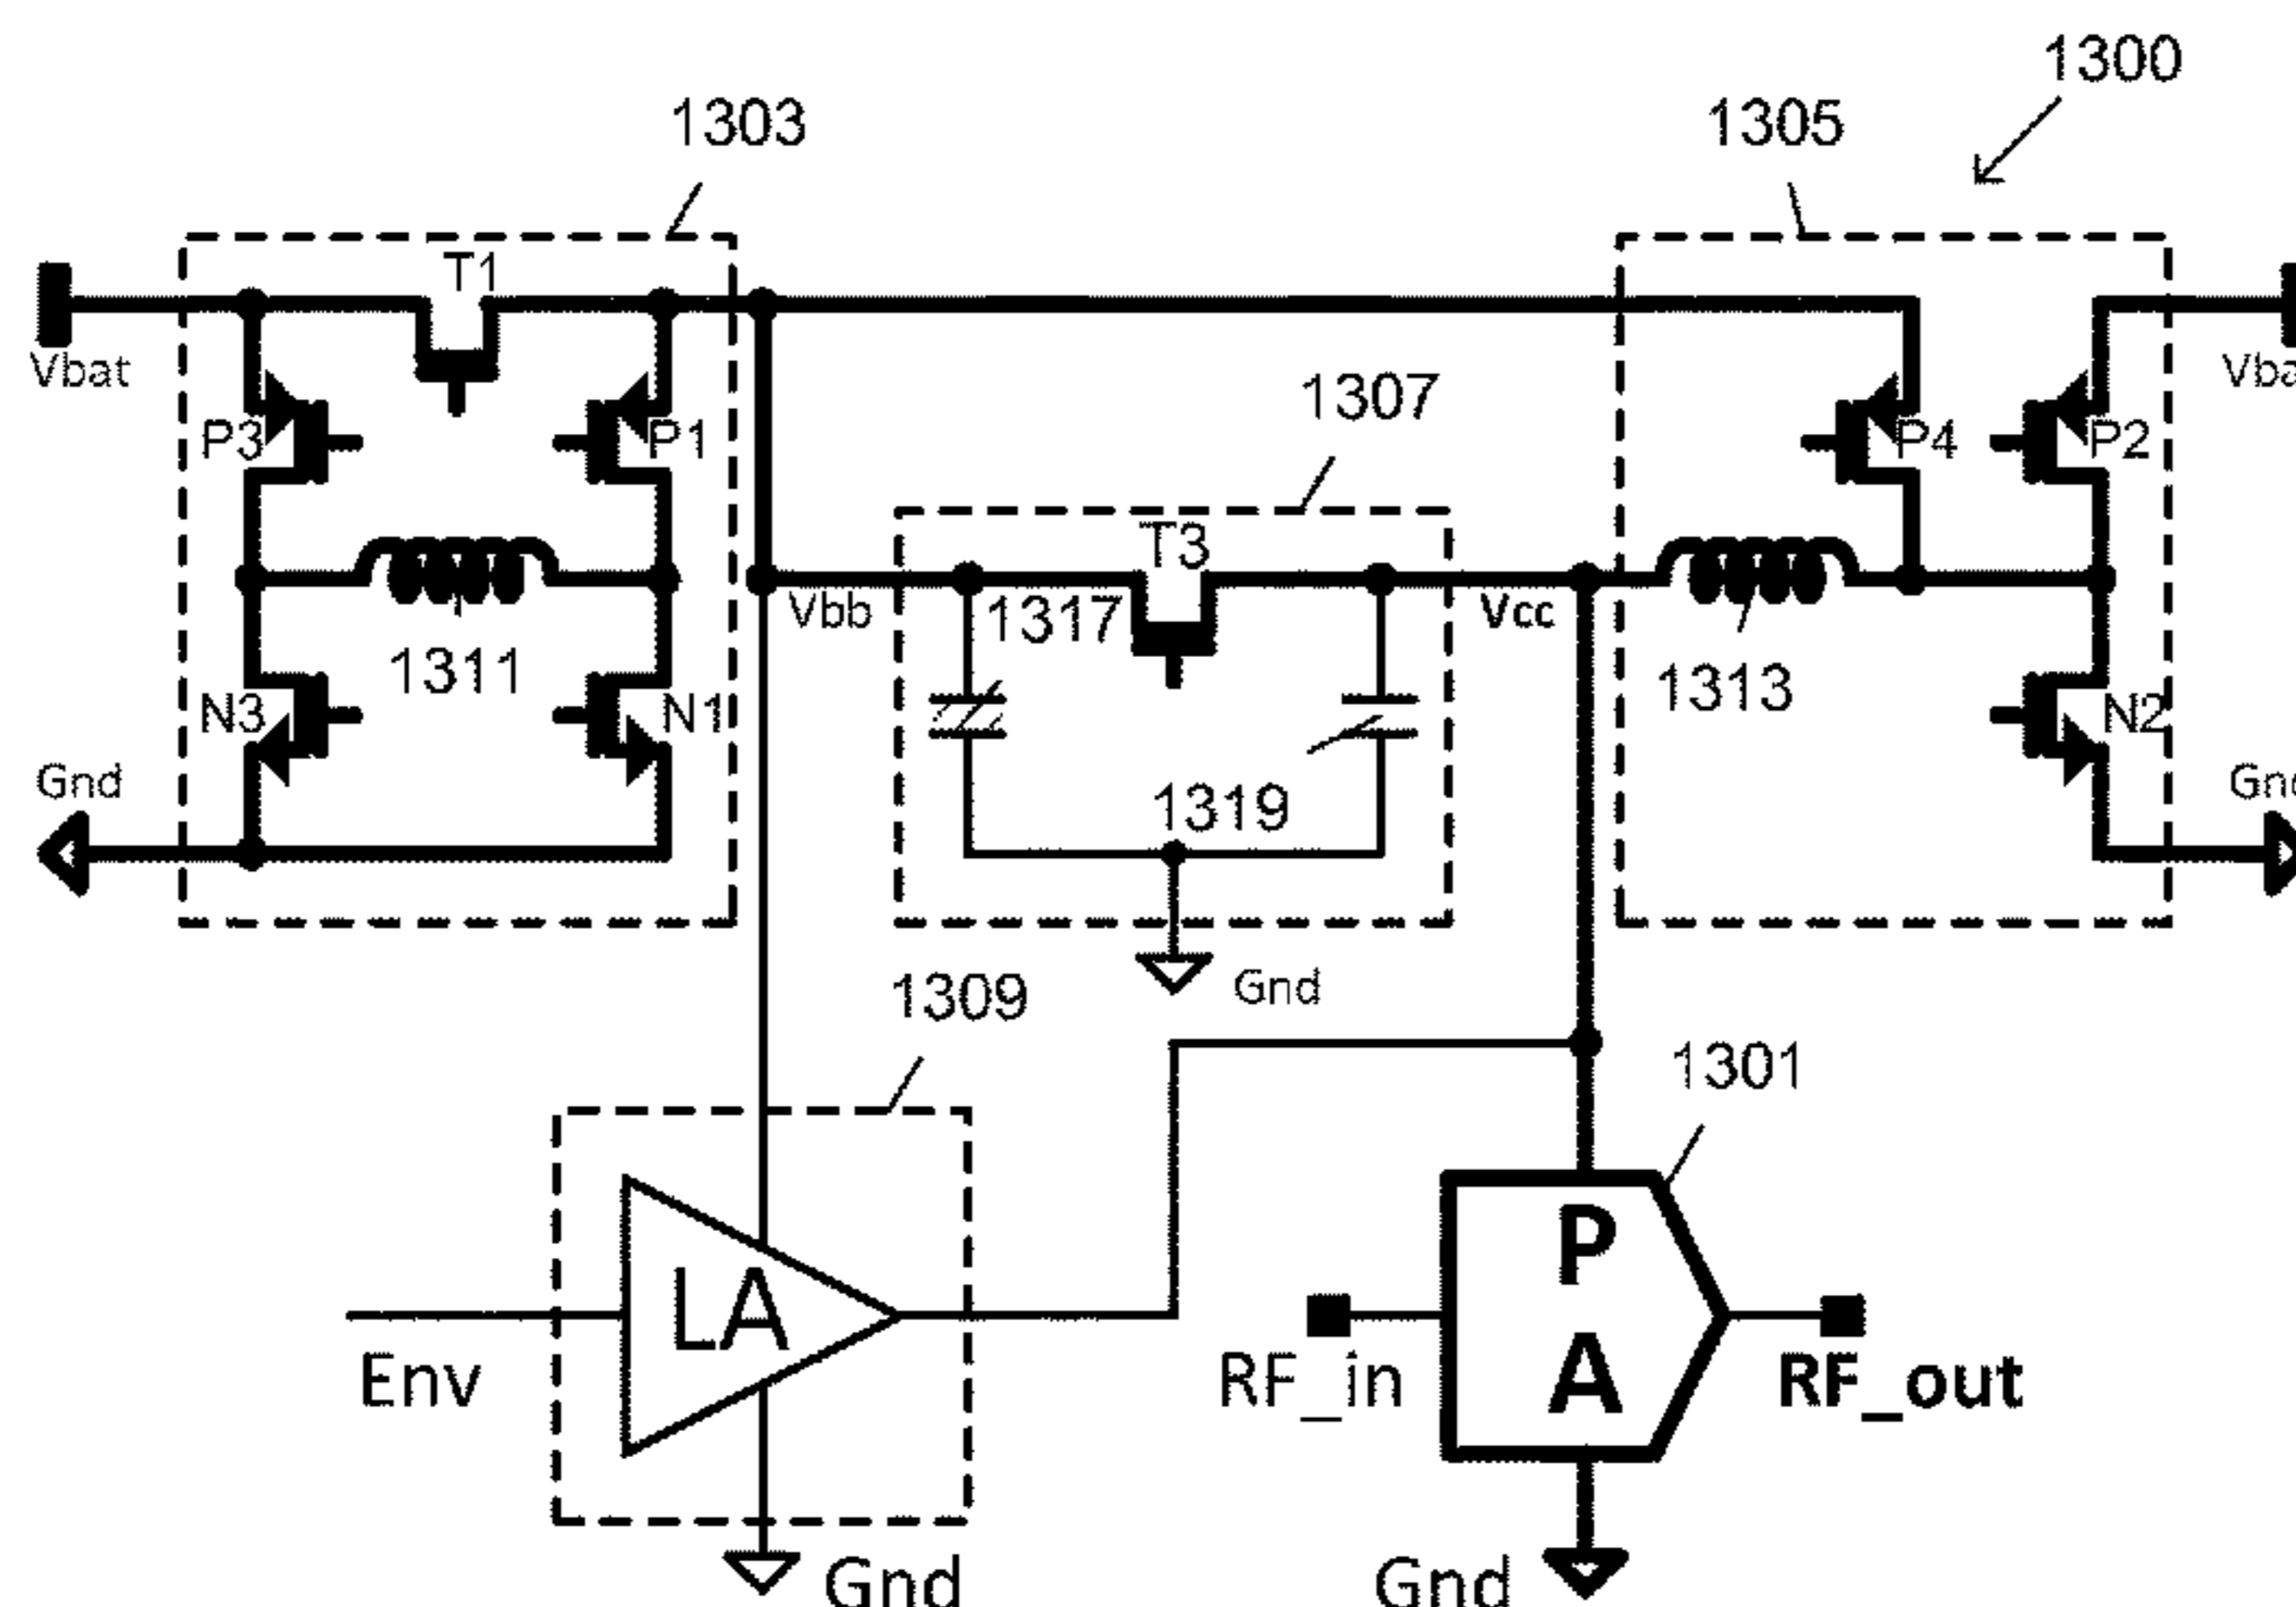 1300
1303
1305
T1
Vbat
1307
P3
P1
P4
P2
T3
Vbb
1317
Vcc
1311
1313
N3
N1
N2
Gnd
1319
1309
Gnd
1301
P
A
LA
Env
RF_in
RF_out
Gnd
Gnd